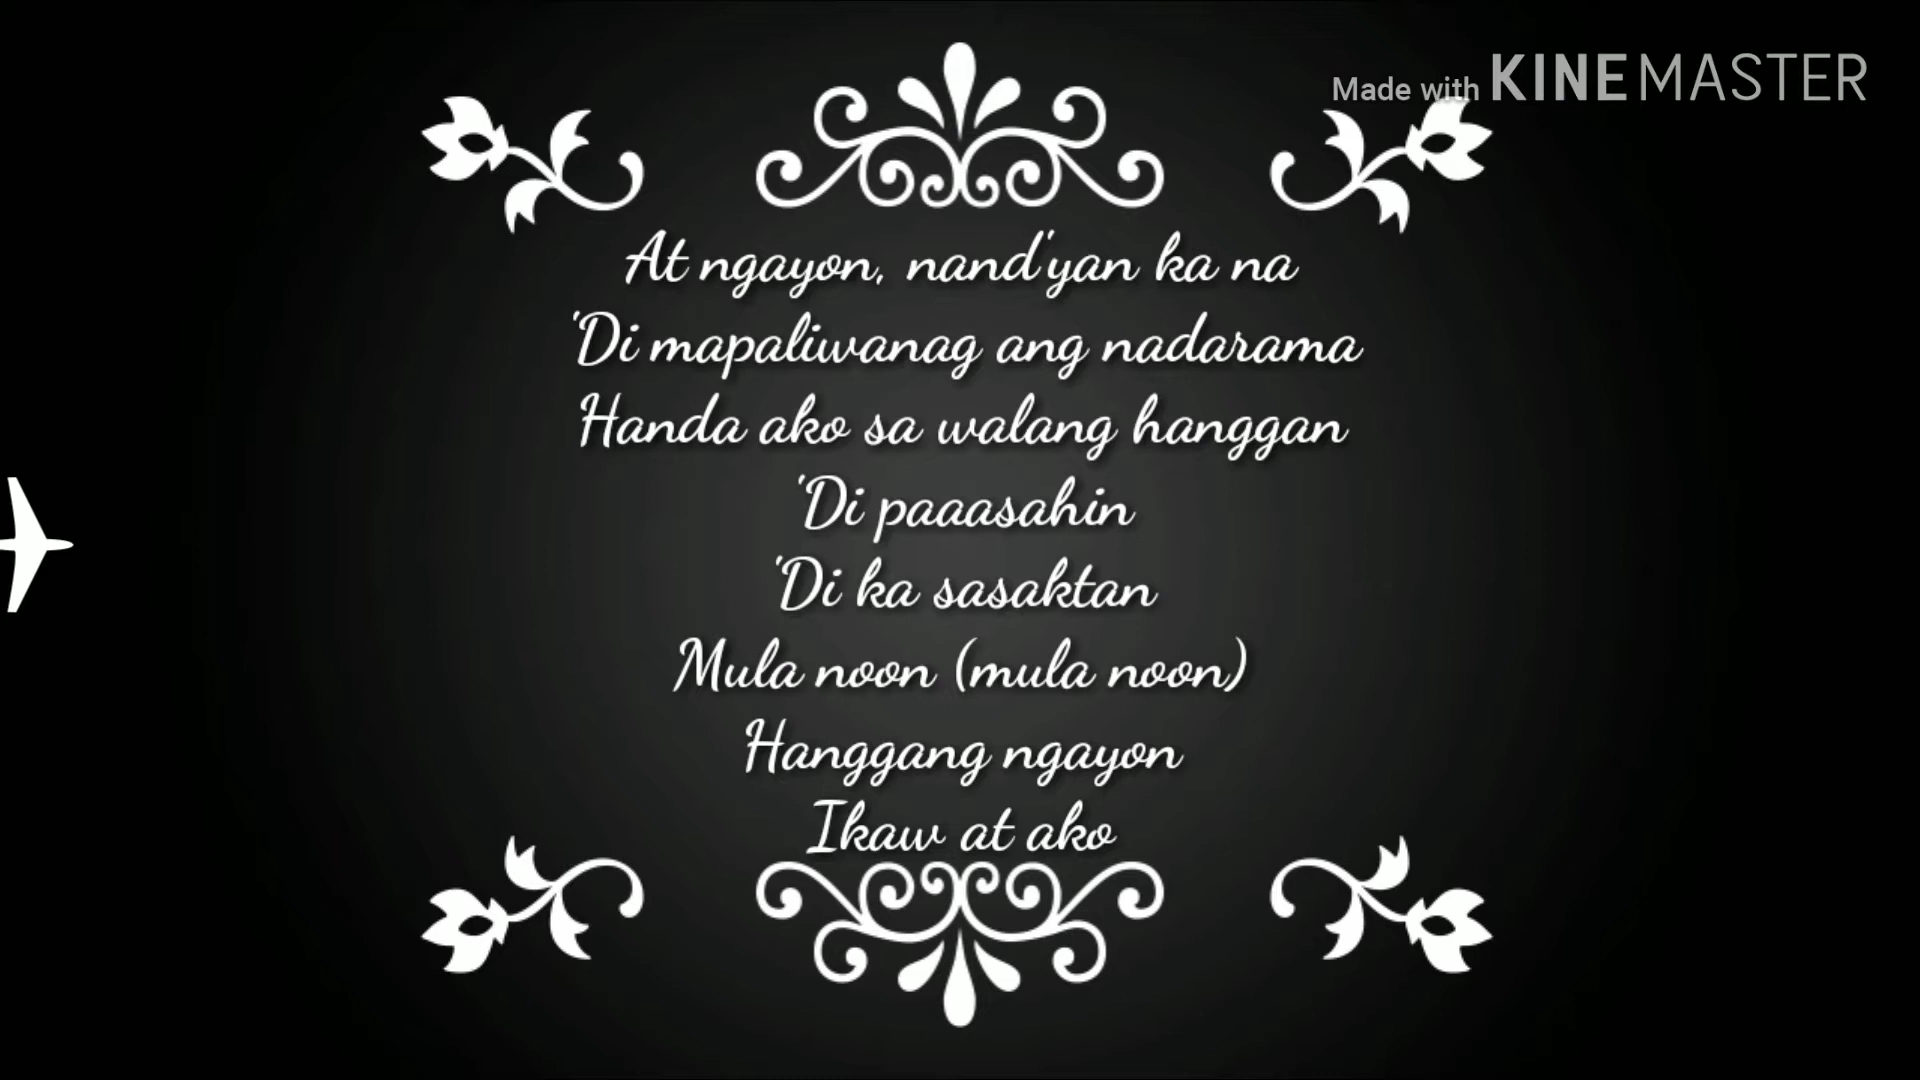 Made with KINEMASTER
At ngayon, nand'yan ka na
'Di mapaliwanag ang nadarama
Handa ako sa walang hanggan
'Di paaasahin
'Di ka sasaktan
Mula noon (mula noon)
Hanggang ngayon
Ikaw at ako